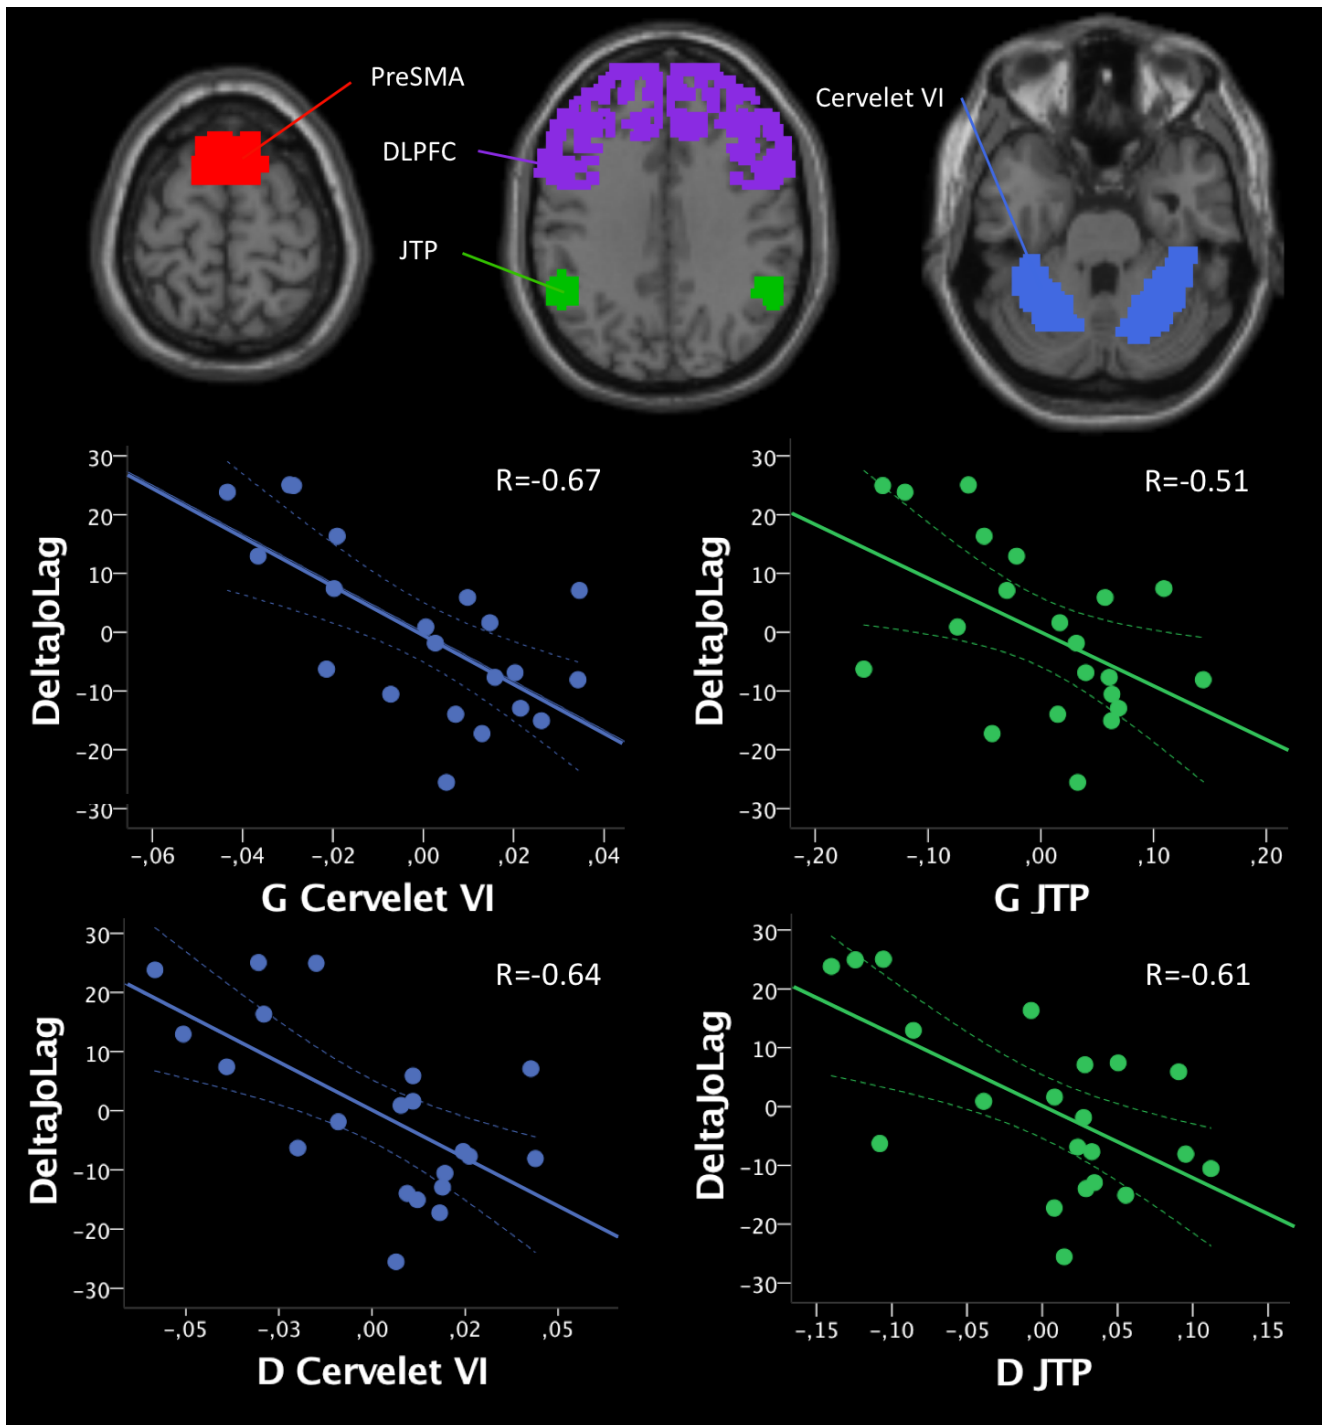 PreSMA
DLPFC
JTP
Cervelet VI
R=-0.67
DeltaJoLag
30
20
10
0
−10
−20
−30
−,06 −,04 −,02 ,00 ,02 ,04
G Cervelet VI
R=-0.51
DeltaJoLag
30
20
10
0
−10
−20
−30
−,20 −,10 ,00 ,10 ,20
G JTP
R=-0.64
DeltaJoLag
30
20
10
0
−10
−20
−30
−,05 −,03 ,00 ,02 ,05
D Cervelet VI
R=-0.61
DeltaJoLag
30
20
10
0
−10
−20
−30
−,15 −,10 −,05 ,00 ,05 ,10 ,15
D JTP